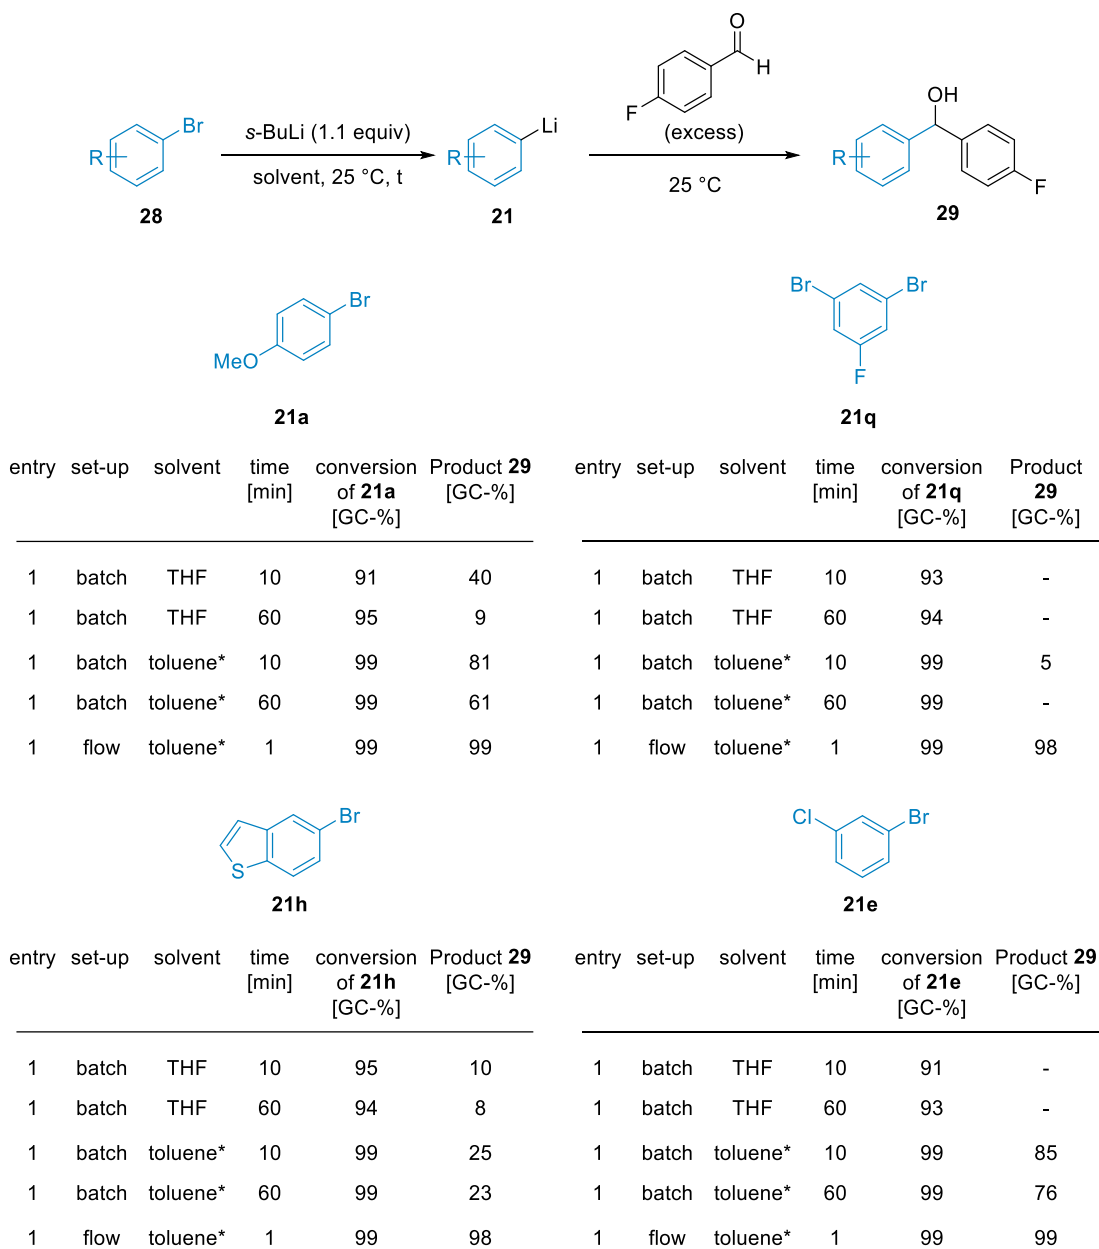 O
H
F
Br
R
s-BuLi (1.1 equiv)
solvent, 25 °C, t
Li
R
(excess)
25 °C
OH
R
F
28
21
29
Br
MeO
21a
Br Br
F
21q
entry set-up solvent time [min] conversion of 21a [GC-%] Product 29 [GC-%]
1 batch THF 10 91 40
1 batch THF 60 95 9
1 batch toluene* 10 99 81
1 batch toluene* 60 99 61
1 flow toluene* 1 99 99
entry set-up solvent time [min] conversion of 21q [GC-%] Product 29 [GC-%]
1 batch THF 10 93 -
1 batch THF 60 94 -
1 batch toluene* 10 99 5
1 batch toluene* 60 99 -
1 flow toluene* 1 99 98
Br
S
21h
Cl Br
21e
entry set-up solvent time [min] conversion of 21h [GC-%] Product 29 [GC-%]
1 batch THF 10 95 10
1 batch THF 60 94 8
1 batch toluene* 10 99 25
1 batch toluene* 60 99 23
1 flow toluene* 1 99 98
entry set-up solvent time [min] conversion of 21e [GC-%] Product 29 [GC-%]
1 batch THF 10 91 -
1 batch THF 60 93 -
1 batch toluene* 10 99 85
1 batch toluene* 60 99 76
1 flow toluene* 1 99 99